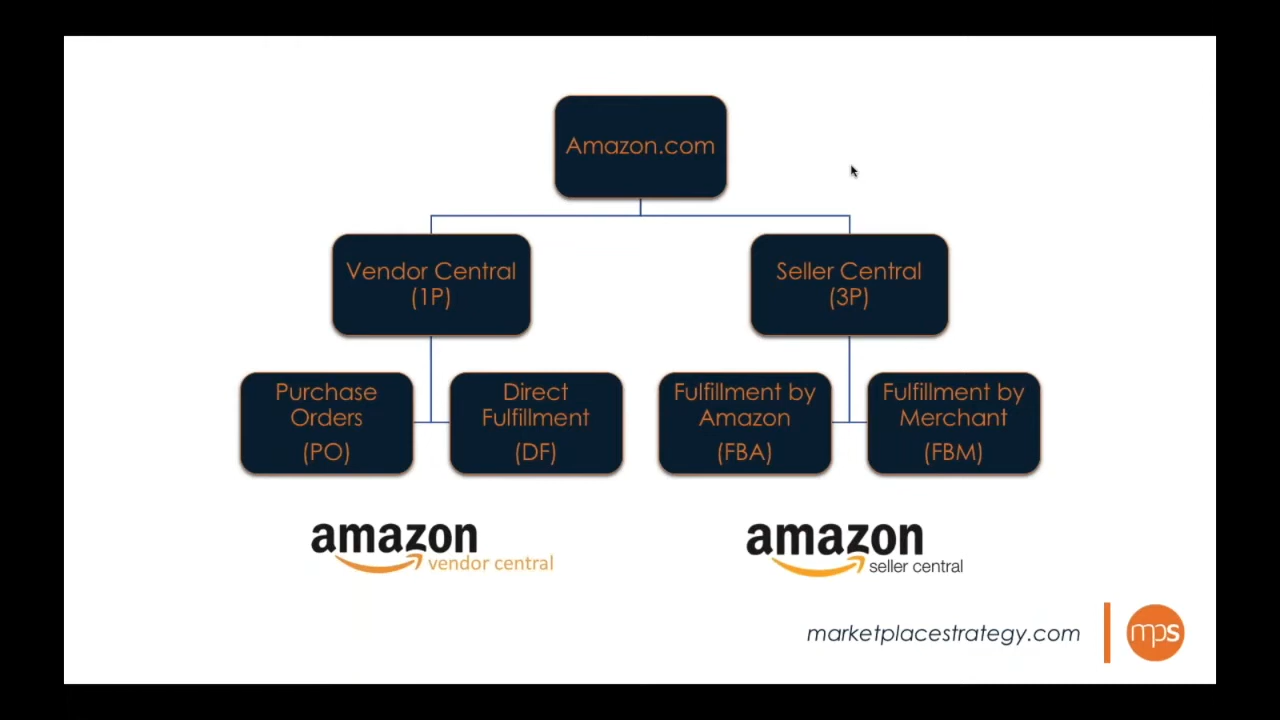 Amazon.com
Vendor Central
(1P)
Seller Central
(3P)
Purchase
Orders
(PO)
Direct
Fulfillment
(DF)
Fulfillment by
Amazon
(FBA)
Fulfillment by
Merchant
(FBM)
amazon
vendor central
amazon
seller central
marketplacestrategy.com
mps